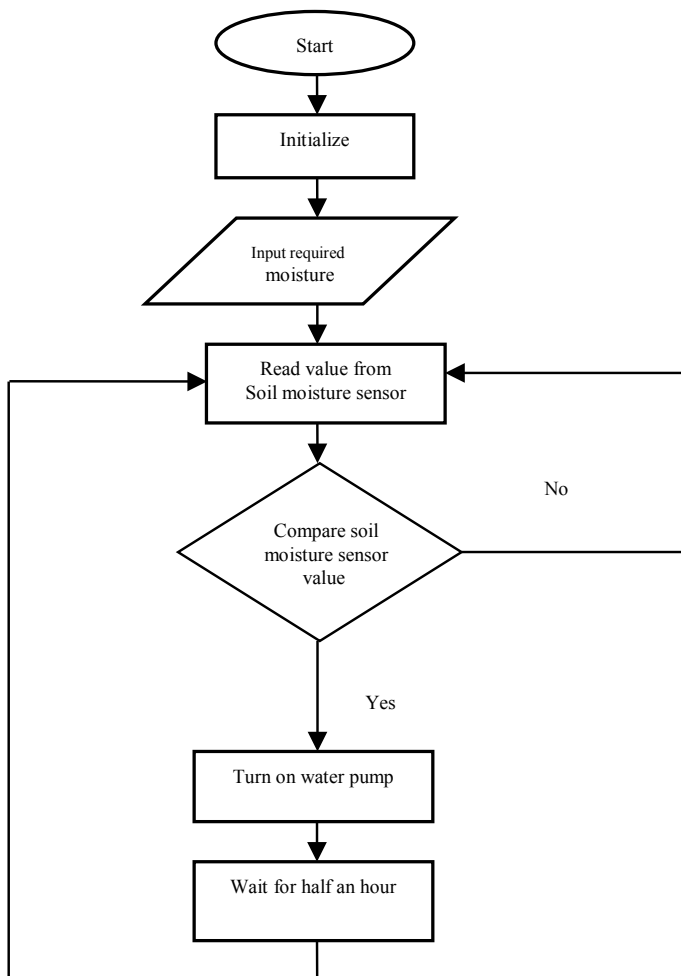 Start
Initialize
Input required
moisture
Read value from
Soil moisture sensor
No
Compare soil
moisture sensor
value
Yes
Turn on water pump
Wait for half an hour